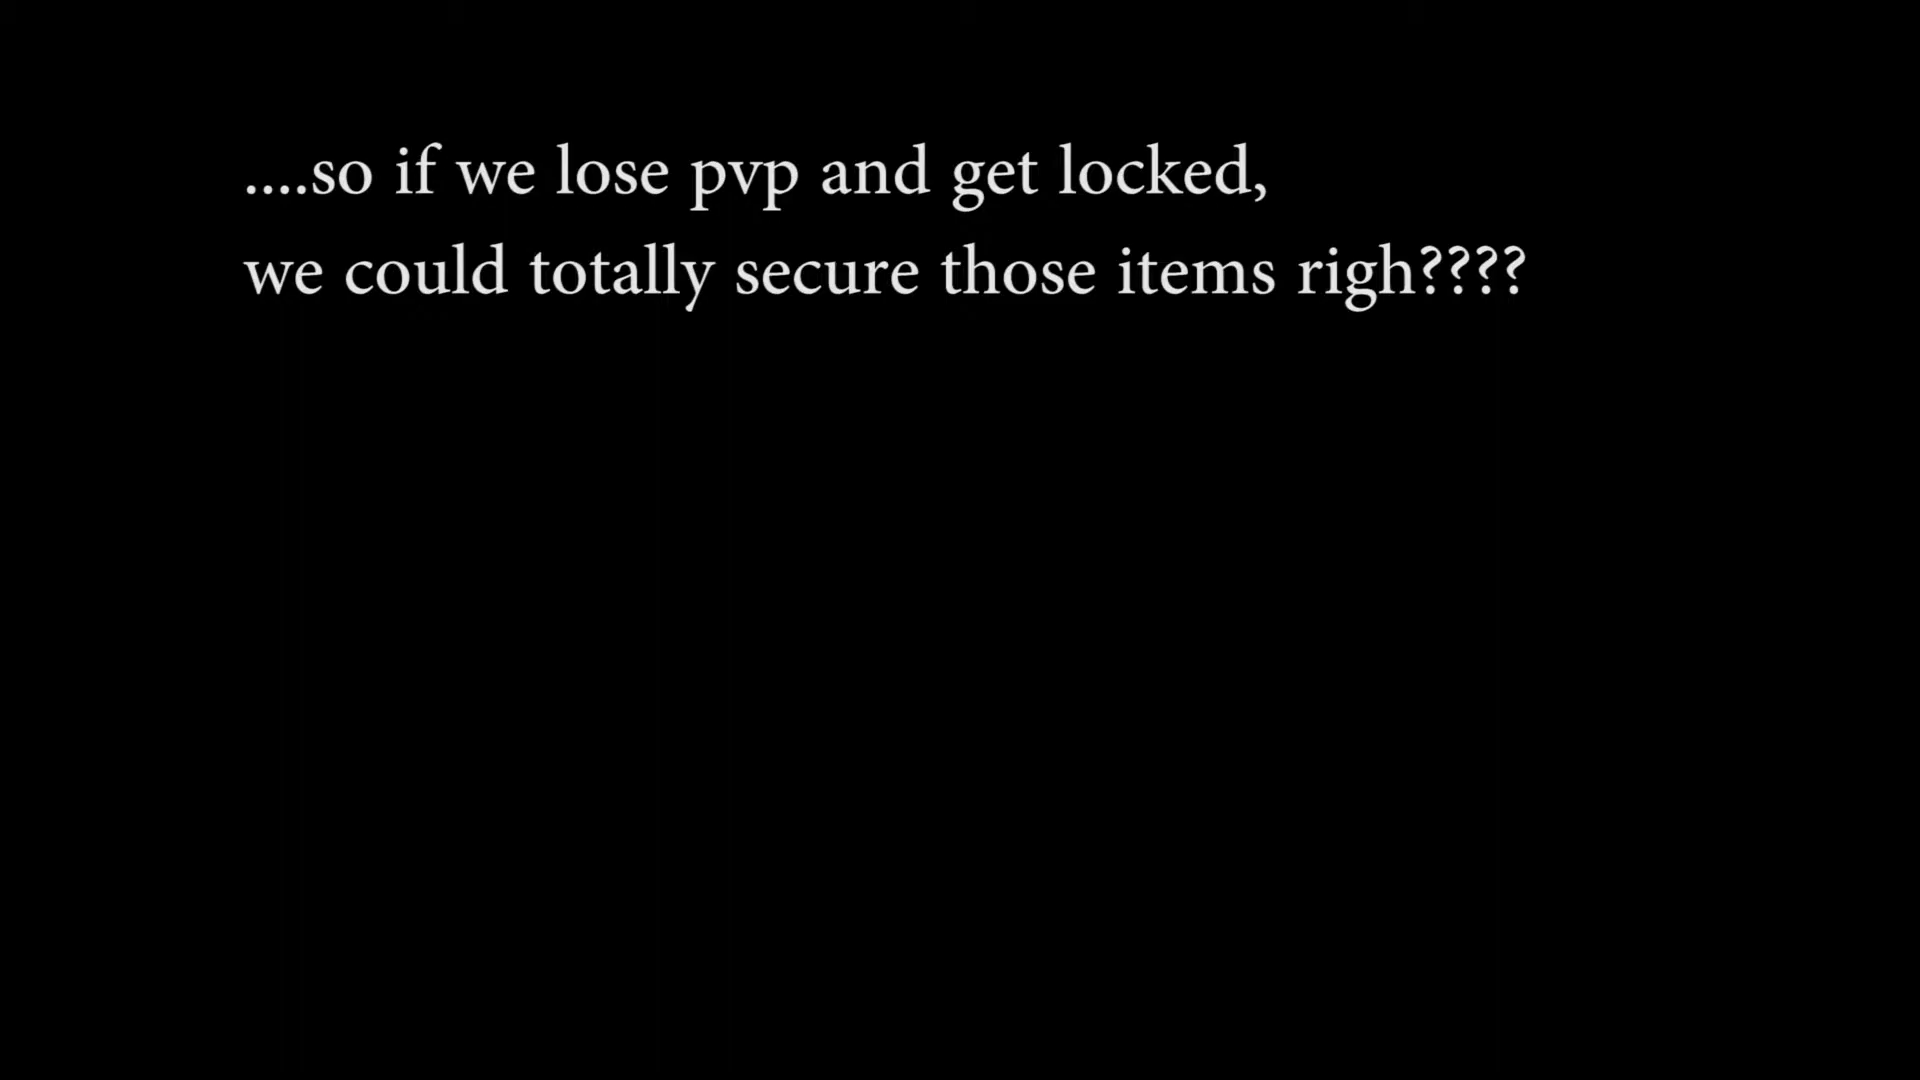 ....so if we lose pvp and get locked,
we could totally secure those items righ????